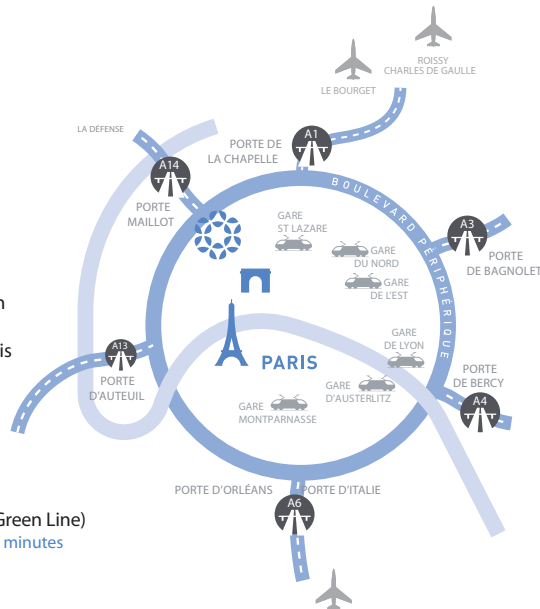 ROISSY
CHARLES DE GAULLE
LE BOURGET
LA DÉFENSE
A1
PORTE DE
LA CHAPELLE
A14
PORTE
MAILLOT
BOULEVARD PÉRIPHÉRIQUE
GARE
ST LAZARE
A3
GARE
DU NORD
PORTE
DE BAGNOLET
GARE
DE L'EST
n
is
A13
PORTE
D'AUTEUIL
PARIS
GARE
DE LYON
PORTE
DE BERCY
GARE
D'AUSTERLITZ
A4
GARE
MONTPARNASSE
PORTE D'ORLÉANS
PORTE D'ITALIE
A6
Green Line)
minutes